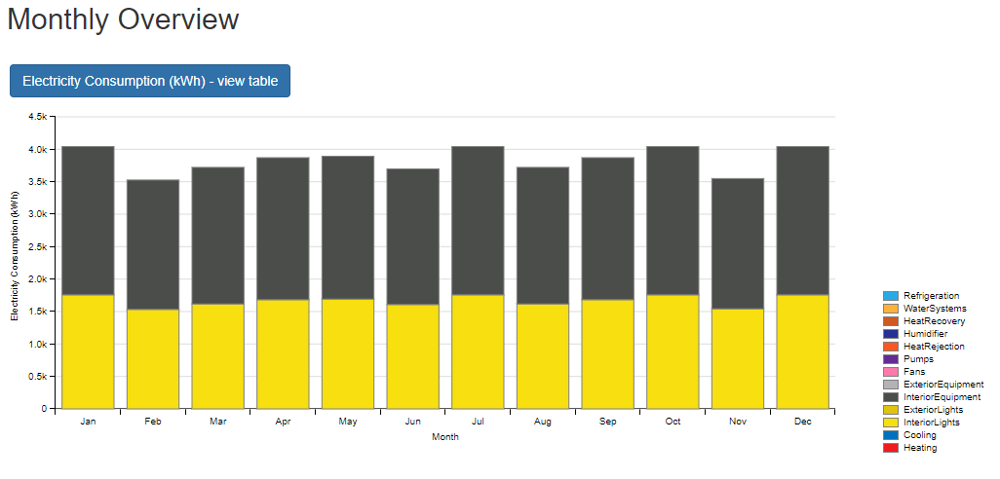 Monthly Overview
Electricity Consumption (kWh) - view table
4.5k
4.0k
3.5k
3.0k
2.5k
2.0k
1.5k
1.0k
0.5k
0
Electricity Consumption (kWh)
Jan Feb Mar Apr May Jun Jul Aug Sep Oct Nov Dec
Month
Refrigeration
WaterSystems
HeatRecovery
Humidifier
HeatRejection
Pumps
Fans
ExteriorEquipment
InteriorEquipment
ExteriorLights
InteriorLights
Cooling
Heating